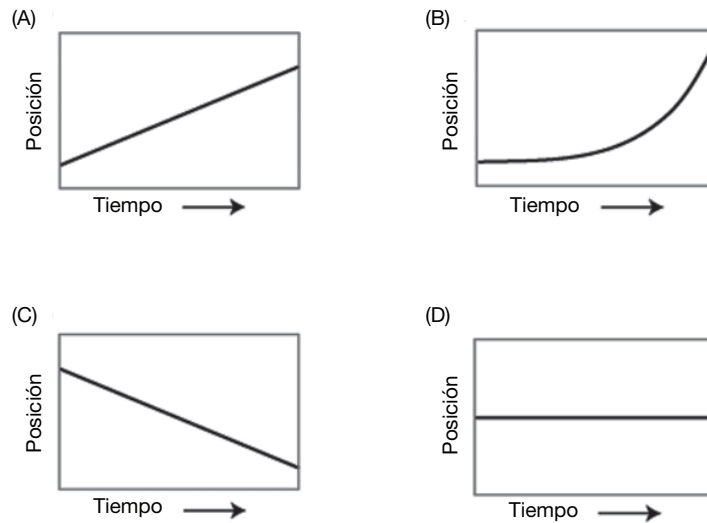 (A)
(B)
Posición
Posición
Tiempo
Tiempo
(C)
(D)
Posición
Posición
Tiempo
Tiempo